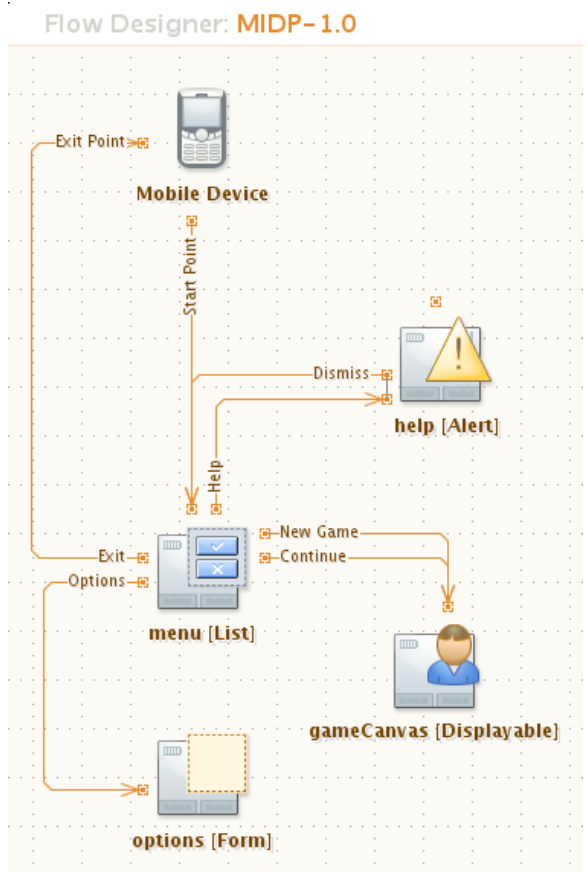 Flow Designer: MIDP-1.0
Exit Point
Mobile Device
Start Point
Dismiss
help [Alert]
Help
New Game
Exit
Continue
Options
menu [List]
gameCanvas [Displayable]
options [Form]